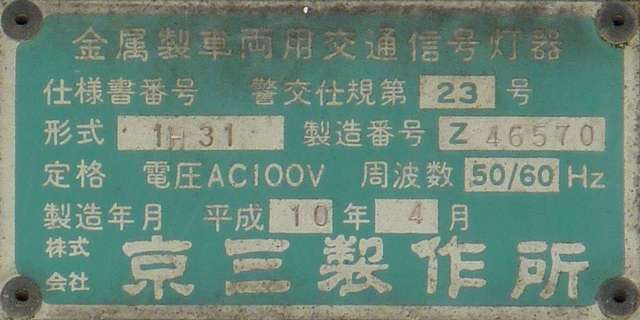 金属製車両用交通信号灯器
仕様書番号 警交仕規第 23 号
形式 1H31 製造番号 Z 46570
定格 電圧AC100V 周波数 50/60 Hz
製造年月 平成 10 年 4 月
株式会社 京三製作所